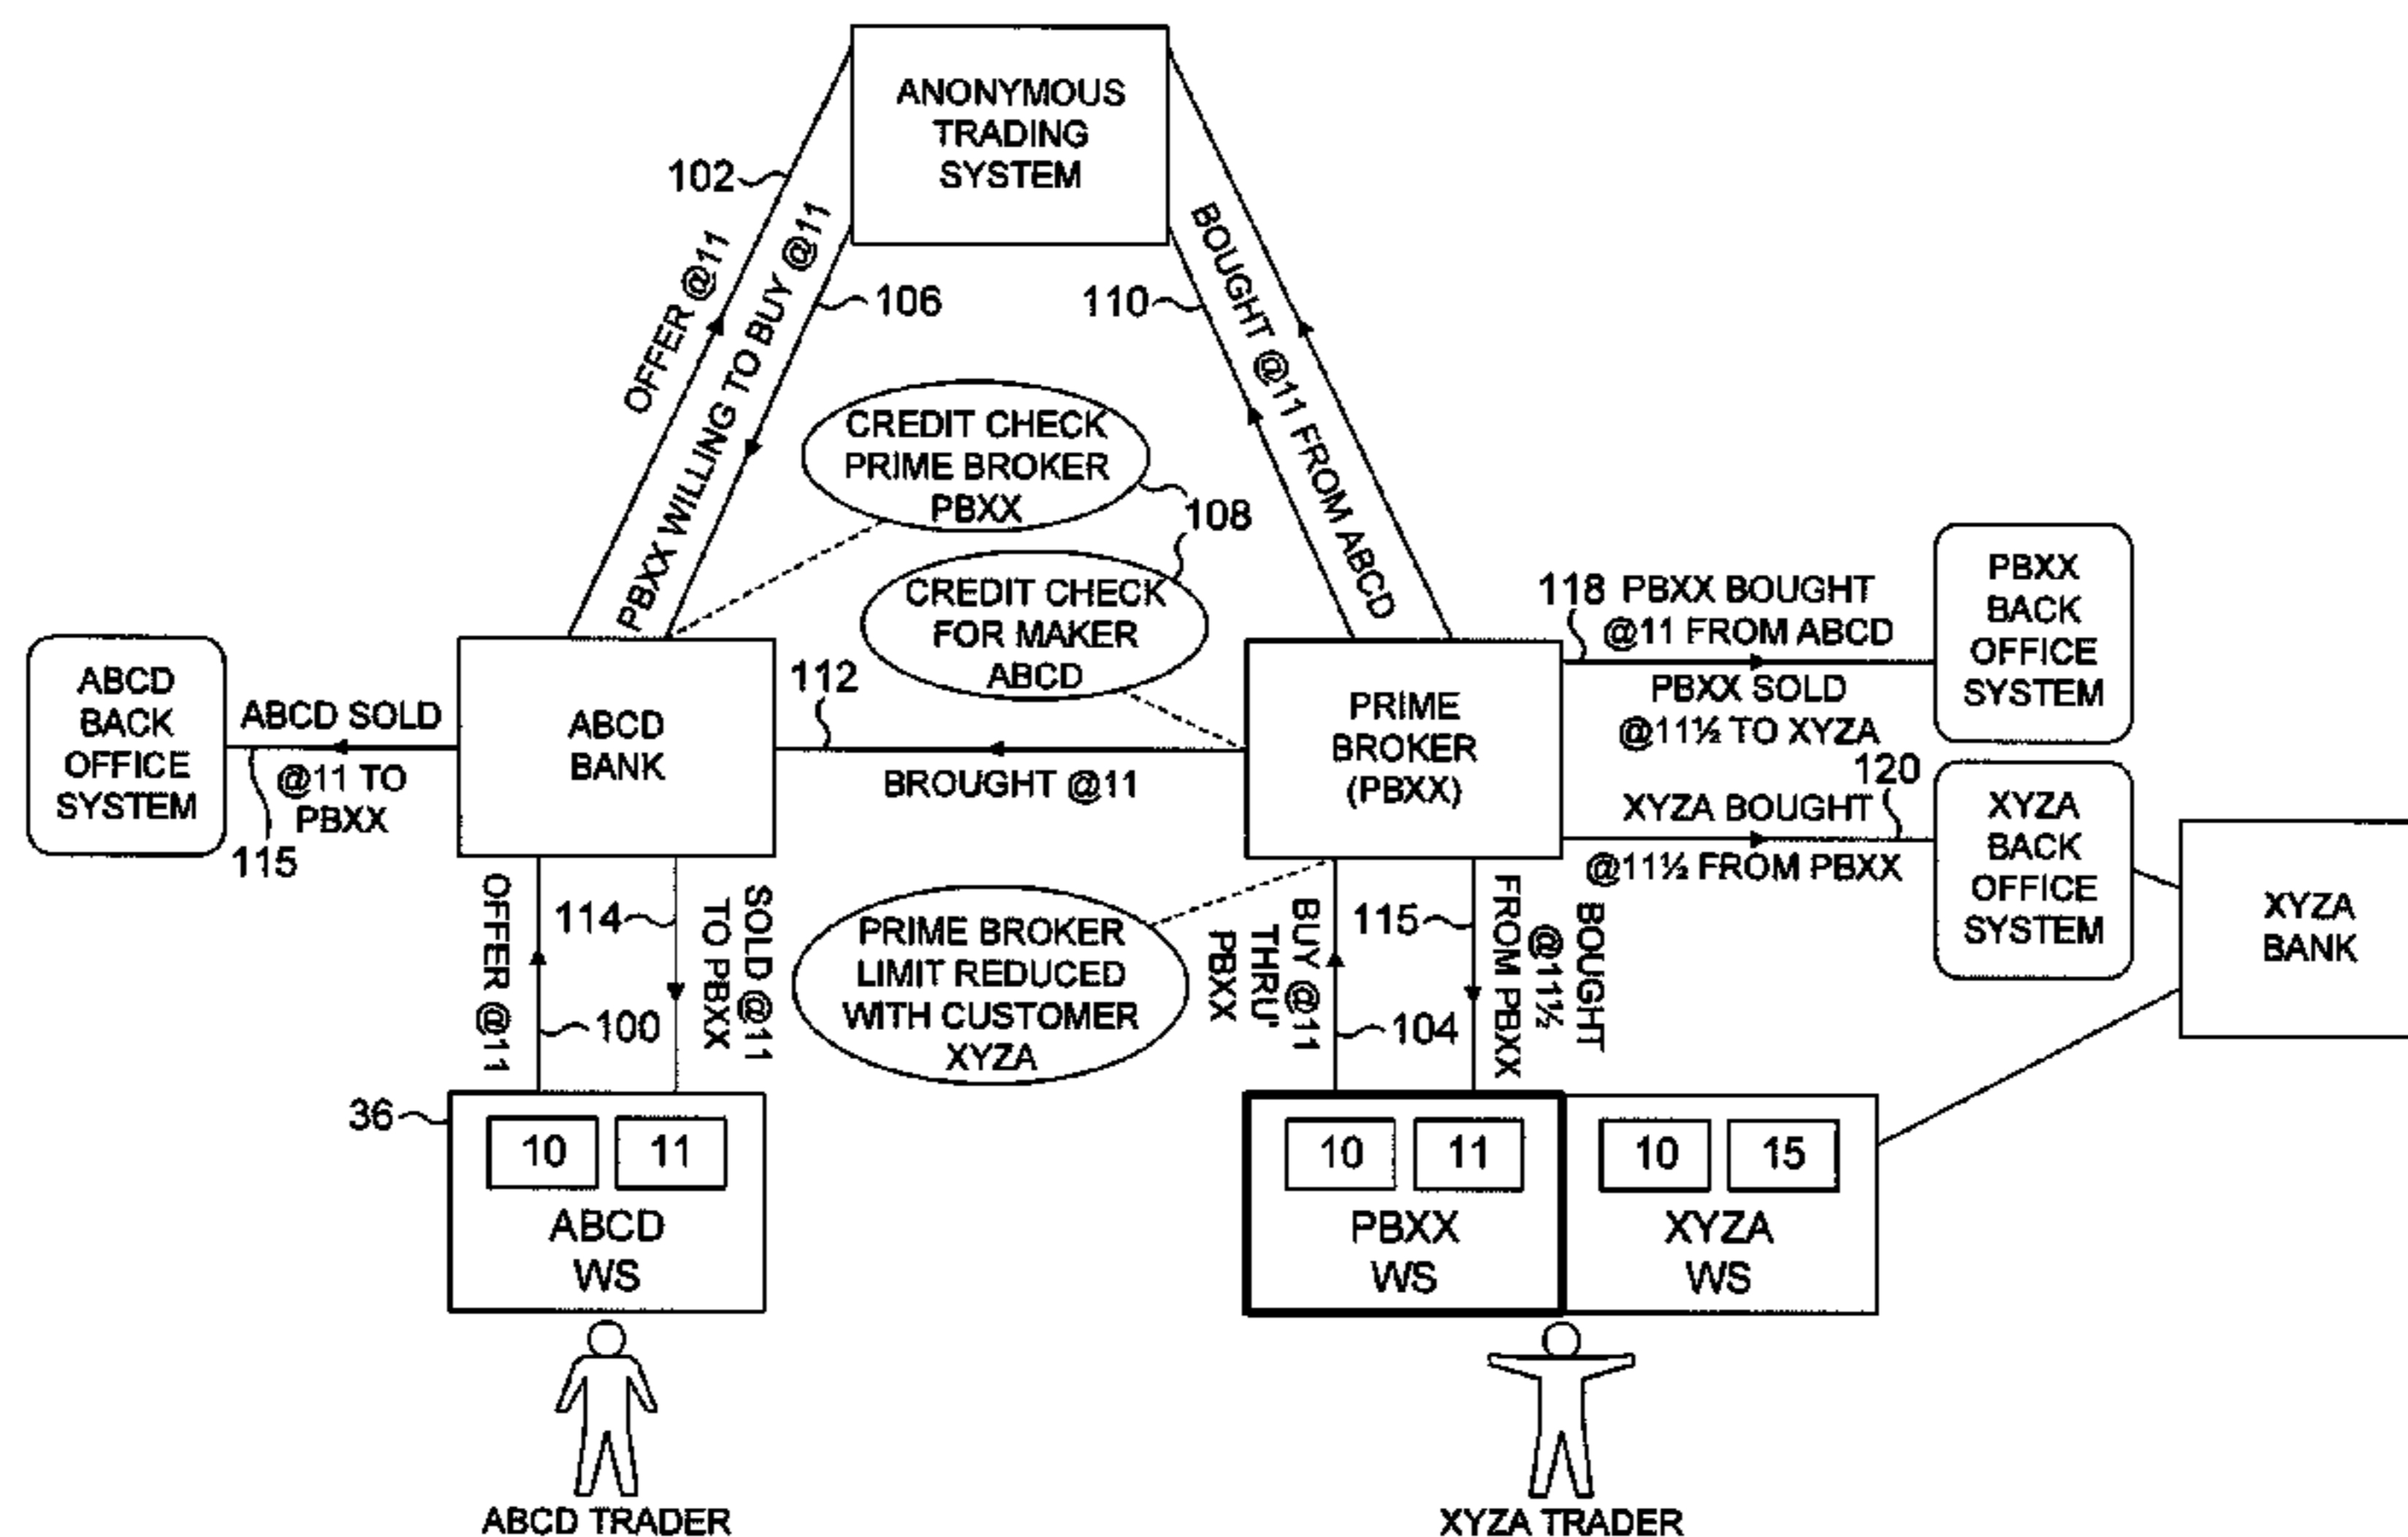 ANONYMOUS
TRADING
SYSTEM
102
OFFER @11
PBXX WILLING TO BUY @11
106
110
BOUGHT @11 FROM ABCD
CREDIT CHECK
PRIME BROKER
PBXX
108
CREDIT CHECK
FOR MAKER
ABCD
ABCD
BACK
OFFICE
SYSTEM
ABCD SOLD
@11 TO
PBXX
115
ABCD
BANK
112
BROUGHT @11
PRIME
BROKER
(PBXX)
118 PBXX BOUGHT
@11 FROM ABCD
PBXX SOLD
@11½ TO XYZA
PBXX
BACK
OFFICE
SYSTEM
120
XYZA BOUGHT
@11½ FROM PBXX
XYZA
BACK
OFFICE
SYSTEM
XYZA
BANK
OFFER @11
100
114
SOLD @11
TO PBXX
PRIME BROKER
LIMIT REDUCED
WITH CUSTOMER
XYZA
BUY @11
THRU'
PBXX
104
115
BOUGHT
@11½
FROM PBXX
36
10 11
ABCD
WS
10 11
PBXX
WS
10 15
XYZA
WS
ABCD TRADER
XYZA TRADER